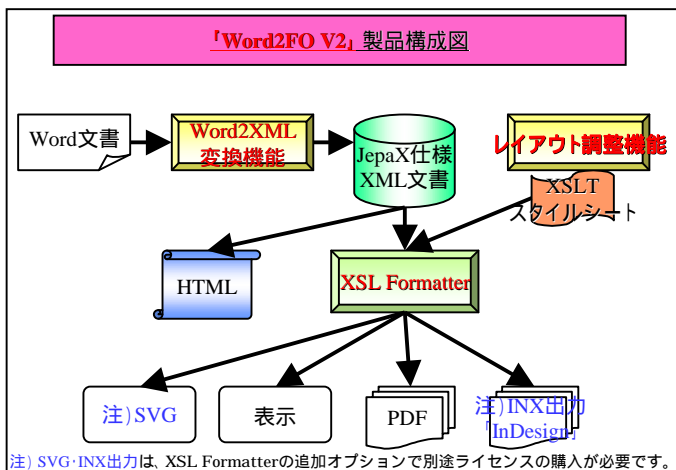 「Word2FO V2」製品構成図
Word文書
Word2XML
変換機能
JepaX仕様
XML文書
レイアウト調整機能
XSLT
スタイルシート
HTML
XSL Formatter
注）SVG
表示
PDF
注）INX出力
「InDesign」
注）SVG・INX出力は、XSL Formatterの追加オプションで別途ライセンスの購入が必要です。